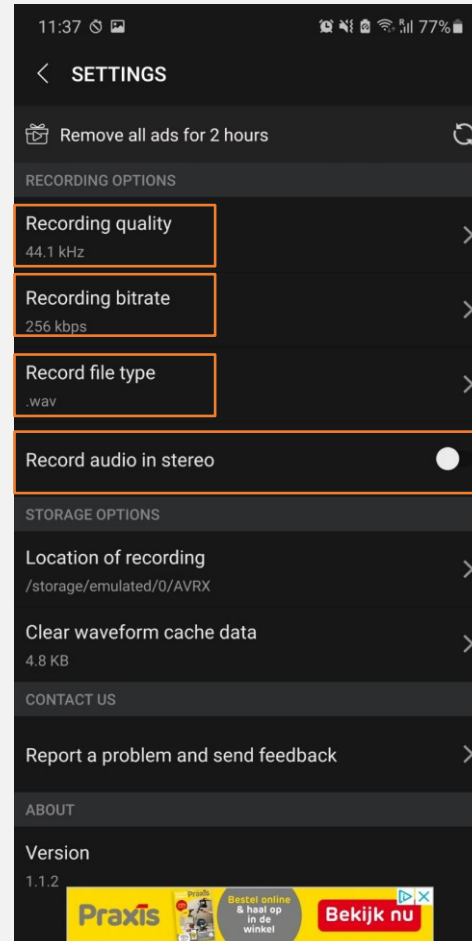 11:37 77%
SETTINGS
Remove all ads for 2 hours
RECORDING OPTIONS
Recording quality
44.1 kHz
Recording bitrate
256 kbps
Record file type
.wav
Record audio in stereo
STORAGE OPTIONS
Location of recording
/storage/emulated/0/AVRX
Clear waveform cache data
4.8 KB
CONTACT US
Report a problem and send feedback
ABOUT
Version
1.1.2
Praxis
Praxis
Bestel online
& haal op
in de
winkel
Bekijk nu